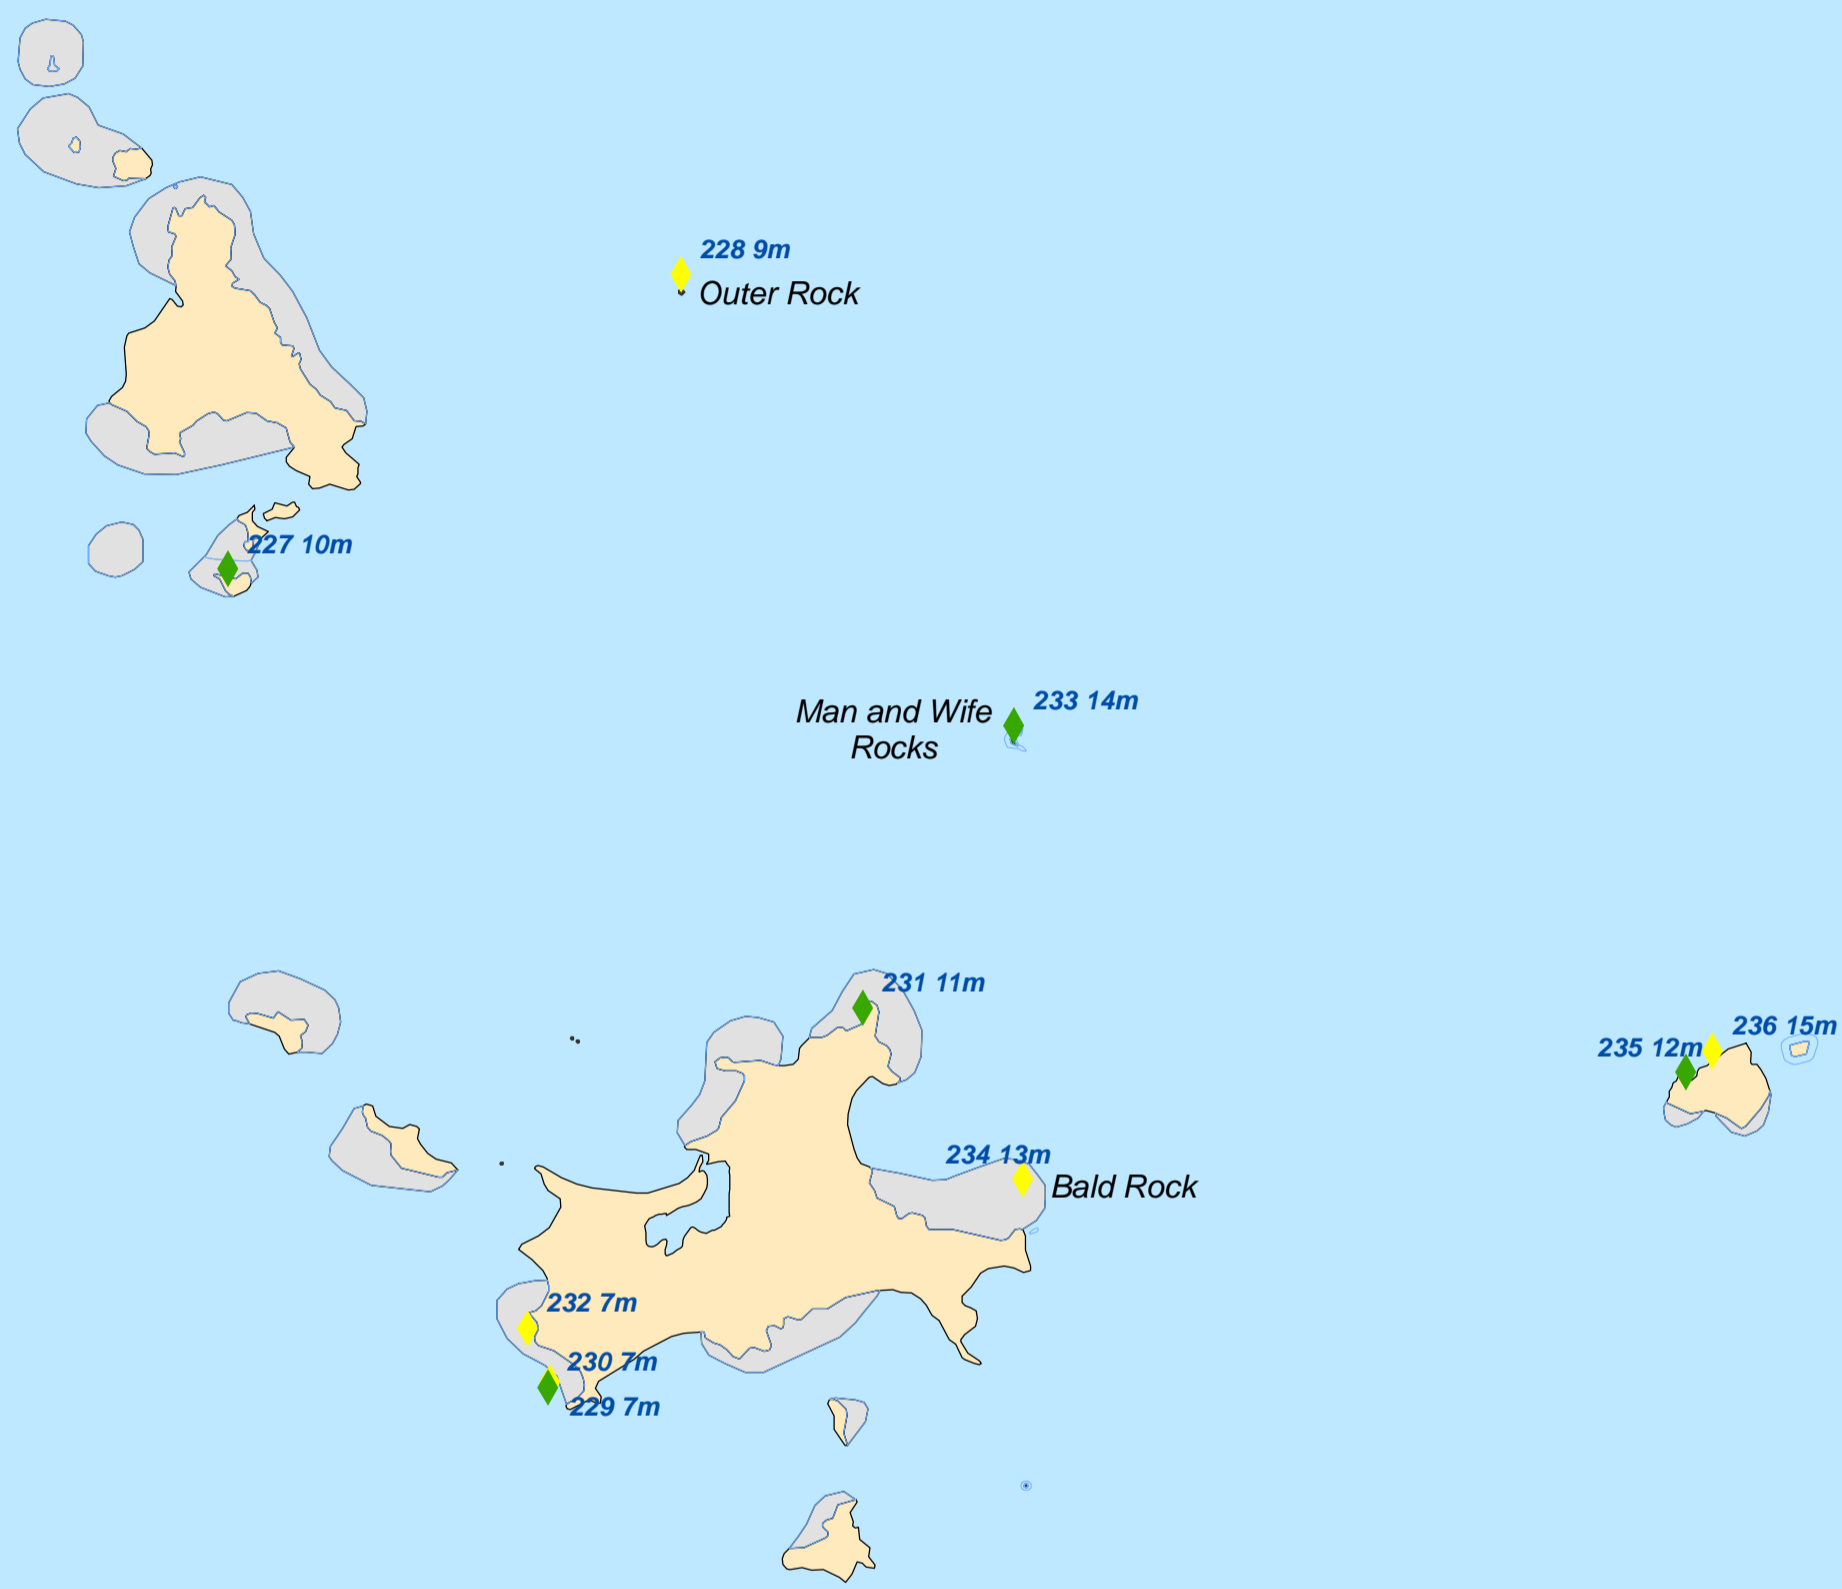 228 9m
Outer Rock
227 10m
Man and Wife
Rocks
233 14m
231 11m
236 15m
235 12m
234 13m
Bald Rock
232 7m
230 7m
229 7m